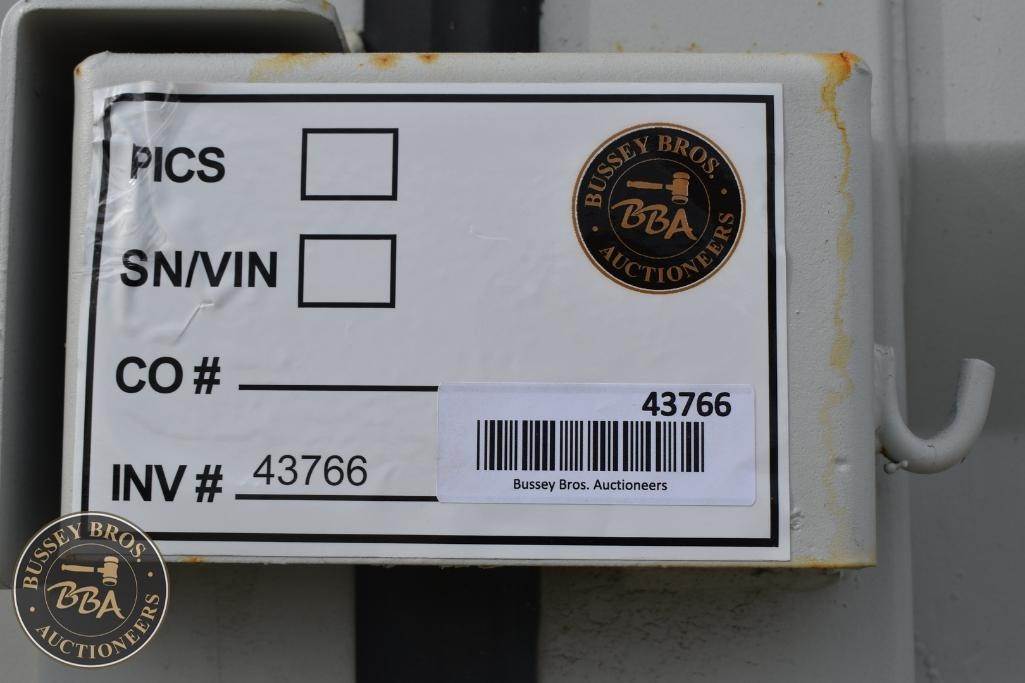 PICS
BUSSEY BROS.
BBA
AUCTIONEERS
SN/VIN
CO #
43766
INV # 43766
Bussey Bros. Auctioneers
BUSSEY BROS.
BBA
AUCTIONEERS